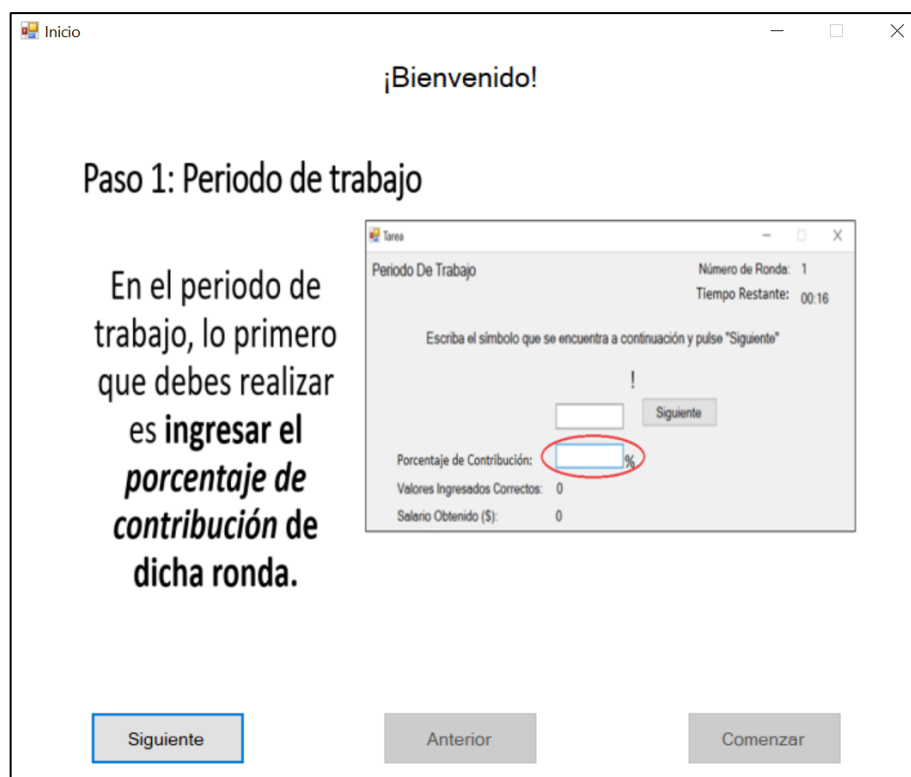 Inicio
¡Bienvenido!
Paso 1: Periodo de trabajo
En el periodo de
trabajo, lo primero
que debes realizar
es ingresar el
porcentaje de
contribución de
dicha ronda.
Tarea
Periodo De Trabajo
Número de Ronda: 1
Tiempo Restante: 00:16
Escriba el símbolo que se encuentra a continuación y pulse "Siguiente"
!
Siguiente
Porcentaje de Contribución: %
Valores Ingresados Correctos: 0
Salario Obtenido ($): 0
Siguiente
Anterior
Comenzar